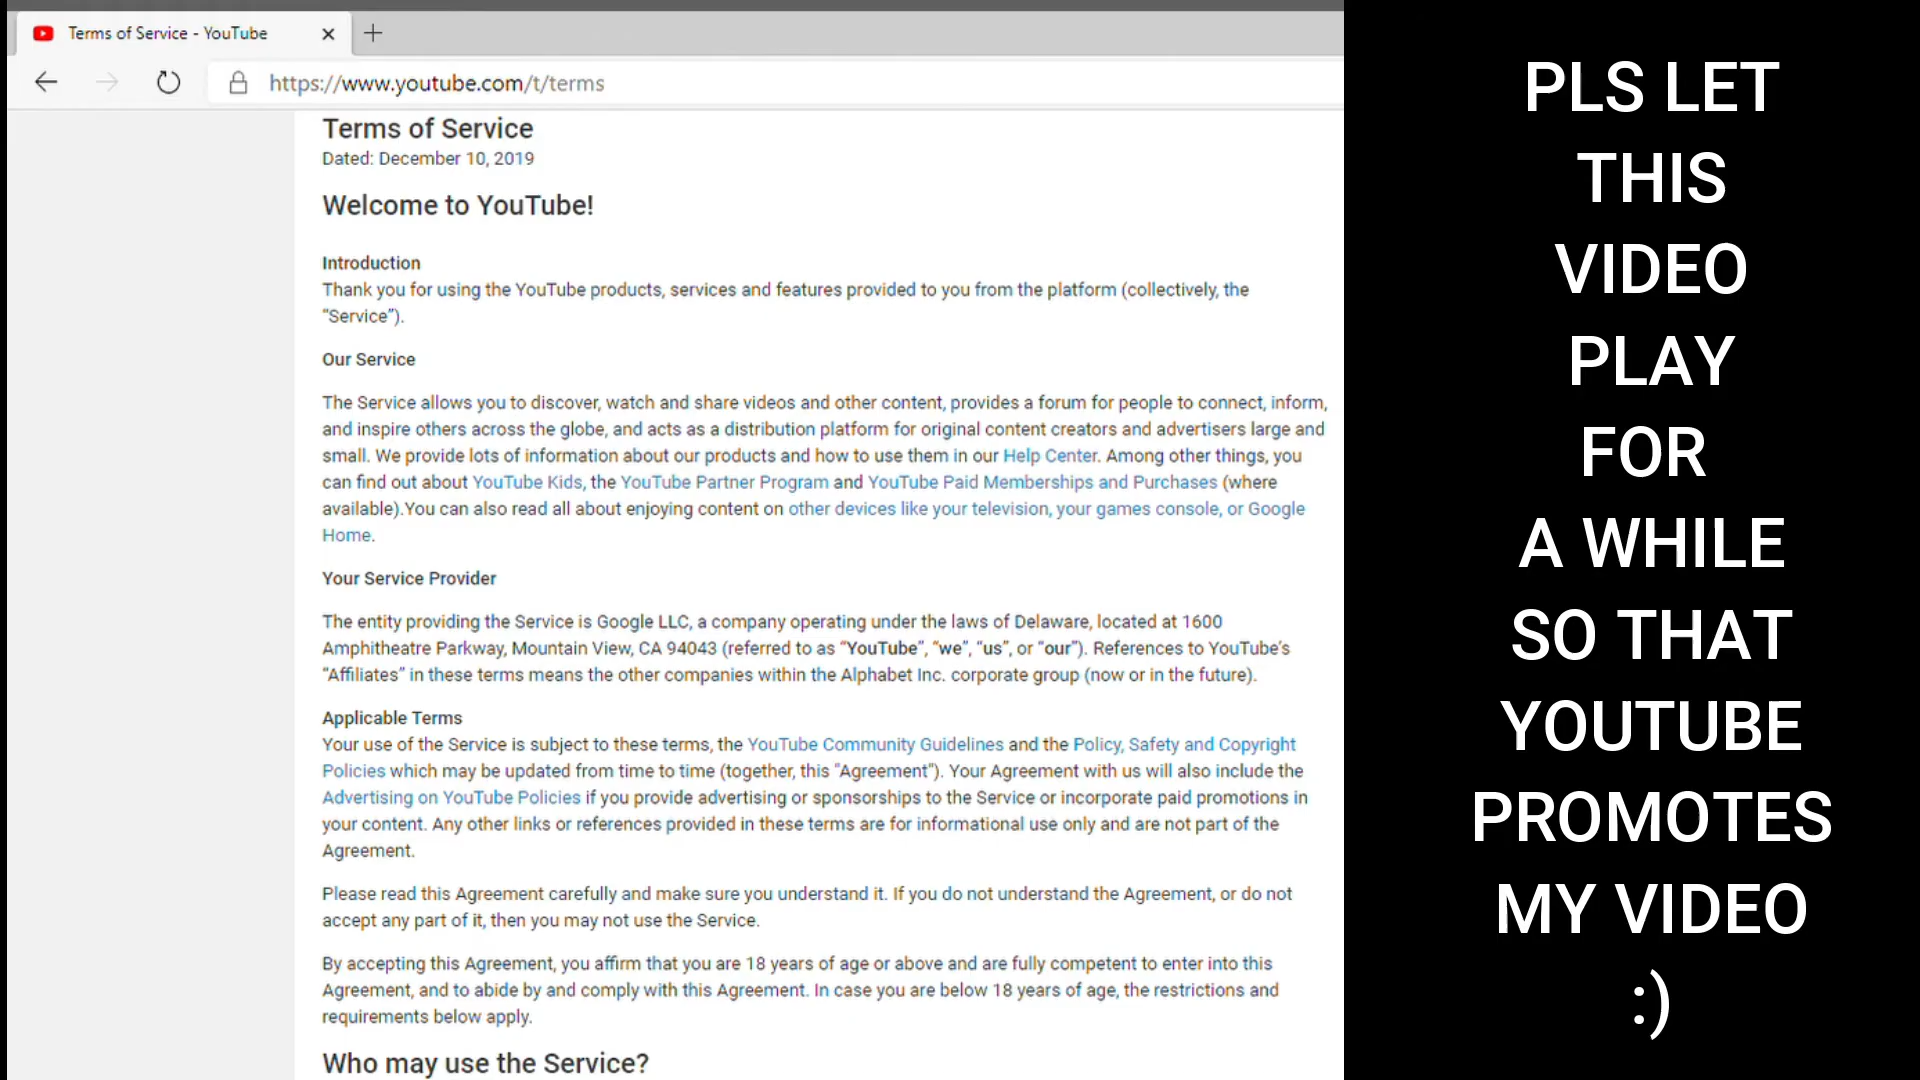 Terms of Service - YouTube
https://www.youtube.com/t/terms
Terms of Service
Dated: December 10, 2019
Welcome to YouTube!
Introduction
Thank you for using the YouTube products, services and features provided to you from the platform (collectively, the
“Service”).
Our Service
The Service allows you to discover, watch and share videos and other content, provides a forum for people to connect, inform,
and inspire others across the globe, and acts as a distribution platform for original content creators and advertisers large and
small. We provide lots of information about our products and how to use them in our Help Center. Among other things, you
can find out about YouTube Kids, the YouTube Partner Program and YouTube Paid Memberships and Purchases (where
available).You can also read all about enjoying content on other devices like your television, your games console, or Google
Home.
Your Service Provider
The entity providing the Service is Google LLC, a company operating under the laws of Delaware, located at 1600
Amphitheatre Parkway, Mountain View, CA 94043 (referred to as “YouTube”, “we”, “us”, or “our”). References to YouTube’s
“Affiliates” in these terms means the other companies within the Alphabet Inc. corporate group (now or in the future).
Applicable Terms
Your use of the Service is subject to these terms, the YouTube Community Guidelines and the Policy, Safety and Copyright
Policies which may be updated from time to time (together, this "Agreement"). Your Agreement with us will also include the
Advertising on YouTube Policies if you provide advertising or sponsorships to the Service or incorporate paid promotions in
your content. Any other links or references provided in these terms are for informational use only and are not part of the
Agreement.
Please read this Agreement carefully and make sure you understand it. If you do not understand the Agreement, or do not
accept any part of it, then you may not use the Service.
By accepting this Agreement, you affirm that you are 18 years of age or above and are fully competent to enter into this
Agreement, and to abide by and comply with this Agreement. In case you are below 18 years of age, the restrictions and
requirements below apply.
Who may use the Service?
PLS LET
THIS
VIDEO
PLAY
FOR
A WHILE
SO THAT
YOUTUBE
PROMOTES
MY VIDEO
:)